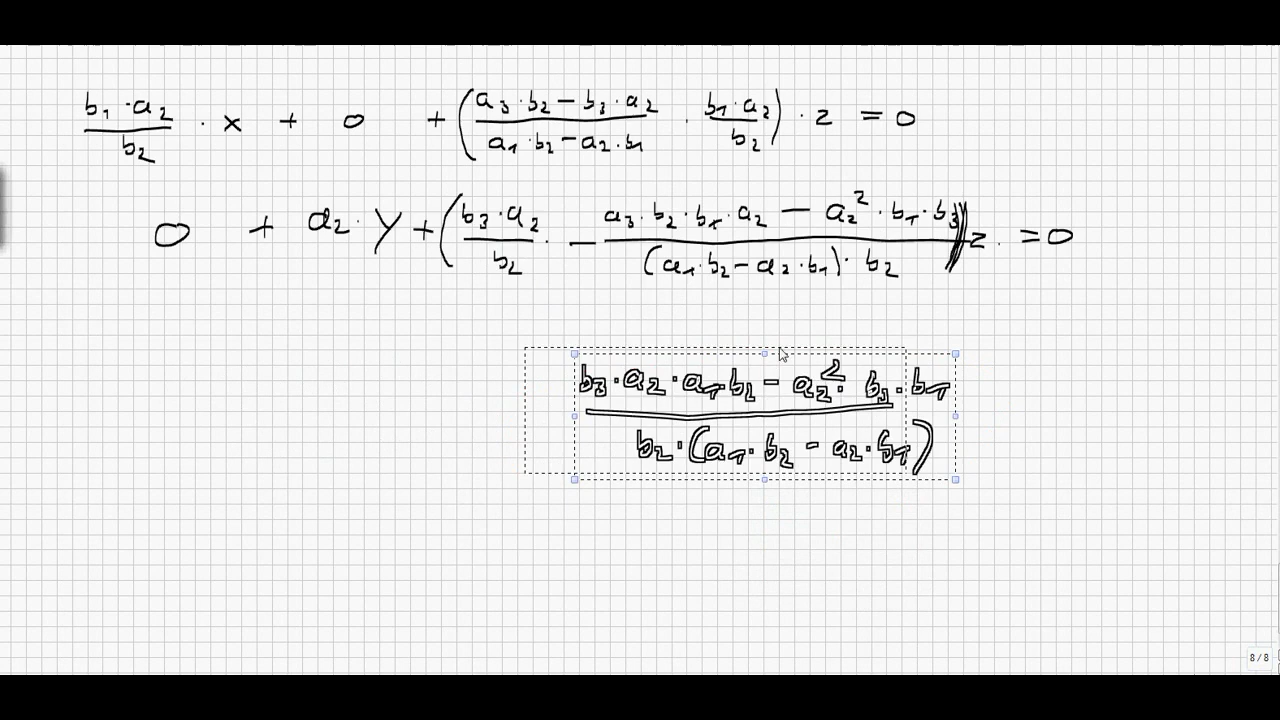 b₁·a₂/b₂ · x + 0 + (a₃·b₂ − b₃·a₂/a₁·b₂ − a₂·b₁ · b₁·a₂/b₂) · z = 0
0 + a₂· y + (b₃·a₂/b₂ · − a₃·b₂·b₁·a₂ − a₂²·b₁·b₃/(a₁·b₂ − a₂·b₁)·b₂) z · = 0
b₃·a₂·a₁·b₂ − a₂²· b₃·b₁/b₂·(a₁·b₂ − a₂·b₁)
8/8